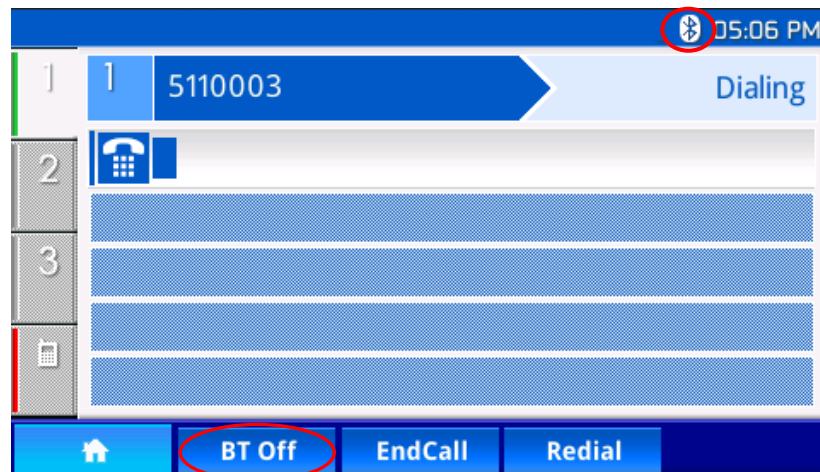 05:06 PM
1
1 5110003 Dialing
2
3
BT Off EndCall Redial